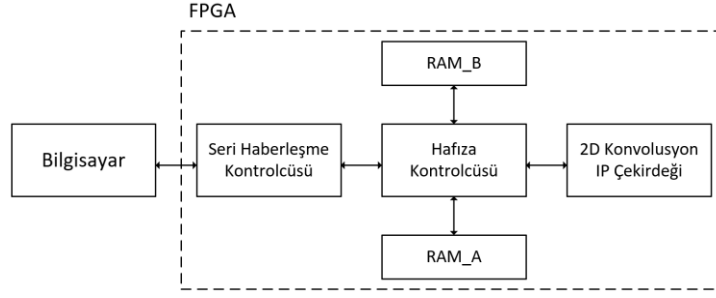 FPGA
RAM_B
Bilgisayar
Seri Haberleşme
Kontrolcüsü
Hafıza
Kontrolcüsü
2D Konvolusyon
IP Çekirdeği
RAM_A